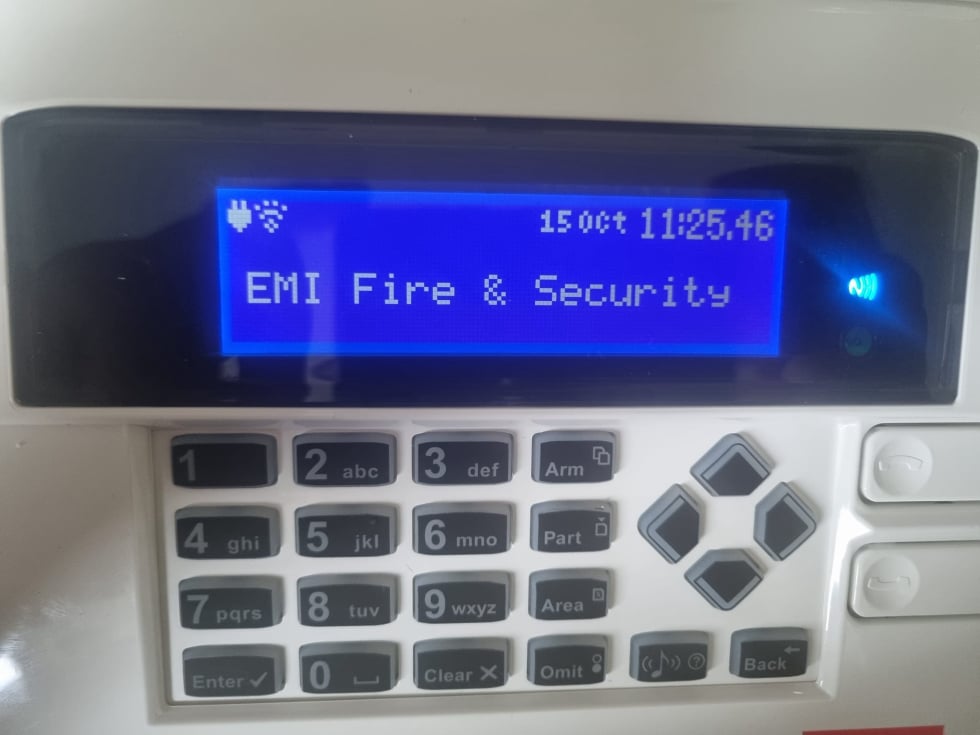 15 Oct 11:25.46
EMI Fire & Security
1 2 abc 3 def Arm
4 ghi 5 jkl 6 mno Part
7 pqrs 8 tuv 9 wxyz Area
Enter 0 Clear Omit ? Back